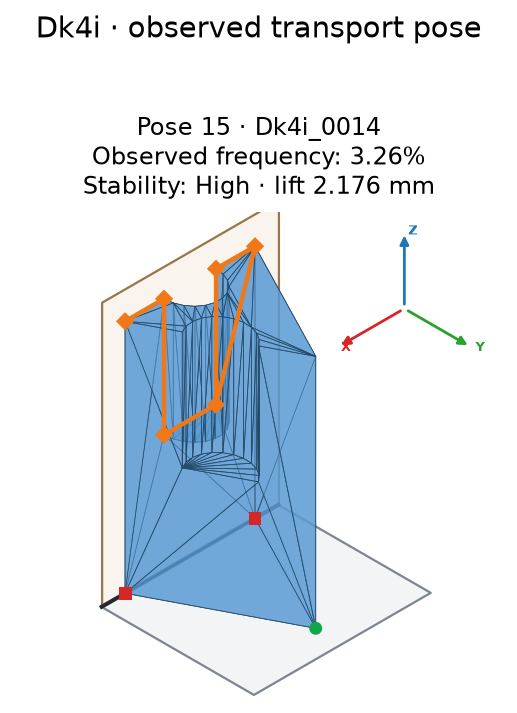 Dk4i · observed transport pose
Pose 15 · Dk4i_0014
Observed frequency: 3.26%
Stability: High · lift 2.176 mm
Z
X
Y